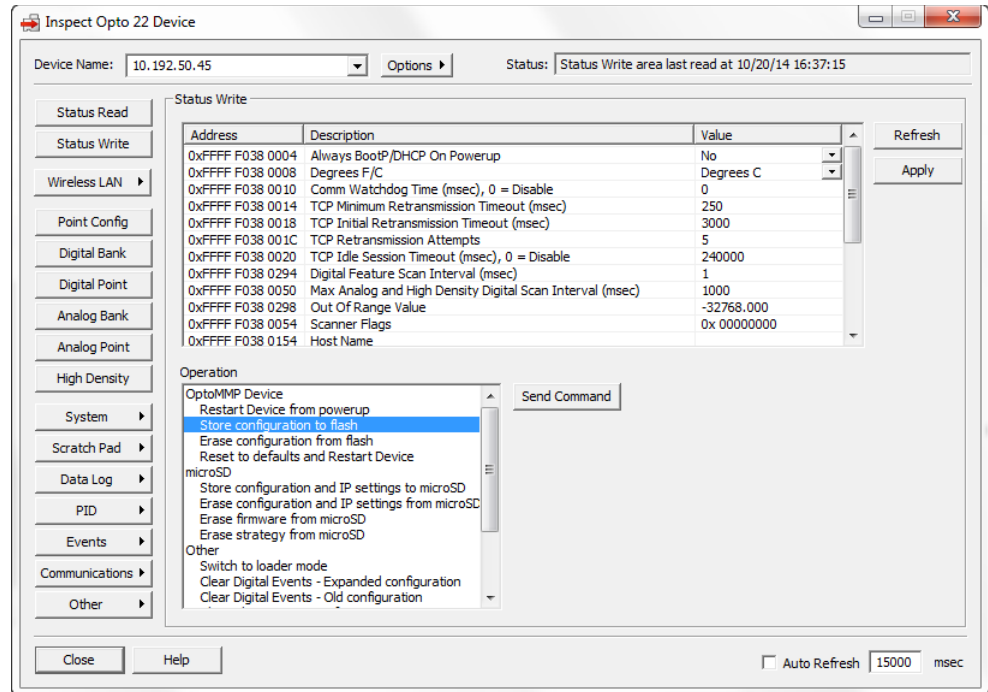 Inspect Opto 22 Device
Device Name: 10.192.50.45 Options Status: Status Write area last read at 10/20/14 16:37:15
Status Read
Status Write
Wireless LAN
Point Config
Digital Bank
Digital Point
Analog Bank
Analog Point
High Density
System
Scratch Pad
Data Log
PID
Events
Communications
Other
Status Write
Address Description Value
0xFFFF F038 0004 Always BootP/DHCP On Powerup No
0xFFFF F038 0008 Degrees F/C Degrees C
0xFFFF F038 0010 Comm Watchdog Time (msec), 0 = Disable 0
0xFFFF F038 0014 TCP Minimum Retransmission Timeout (msec) 250
0xFFFF F038 0018 TCP Initial Retransmission Timeout (msec) 3000
0xFFFF F038 001C TCP Retransmission Attempts 5
0xFFFF F038 0020 TCP Idle Session Timeout (msec), 0 = Disable 240000
0xFFFF F038 0294 Digital Feature Scan Interval (msec) 1
0xFFFF F038 0050 Max Analog and High Density Digital Scan Interval (msec) 1000
0xFFFF F038 0298 Out Of Range Value -32768.000
0xFFFF F038 0054 Scanner Flags 0x 00000000
0xFFFF F038 0154 Host Name
Refresh
Apply
Operation
OptoMMP Device
Restart Device from powerup
Store configuration to flash
Erase configuration from flash
Reset to defaults and Restart Device
microSD
Store configuration and IP settings to microSD
Erase configuration and IP settings from microSD
Erase firmware from microSD
Erase strategy from microSD
Other
Switch to loader mode
Clear Digital Events - Expanded configuration
Clear Digital Events - Old configuration
Send Command
Close Help Auto Refresh 15000 msec